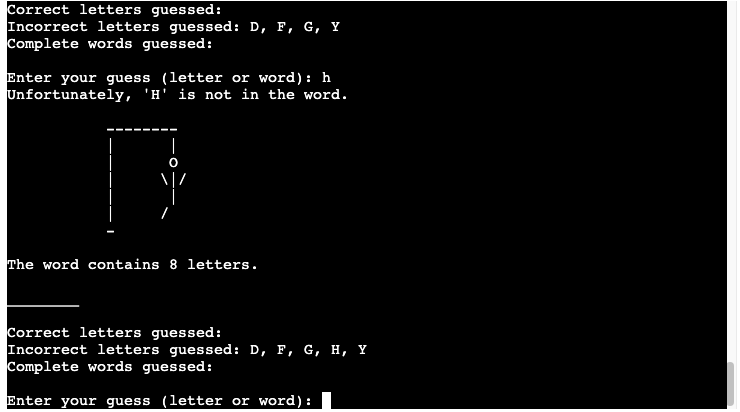 Correct letters guessed:
Incorrect letters guessed: D, F, G, Y
Complete words guessed:
Enter your guess (letter or word): h
Unfortunately, 'H' is not in the word.
--------
|      |
|      O
|     \|/
|      |
|     /
-
The word contains 8 letters.
________
Correct letters guessed:
Incorrect letters guessed: D, F, G, H, Y
Complete words guessed:
Enter your guess (letter or word):